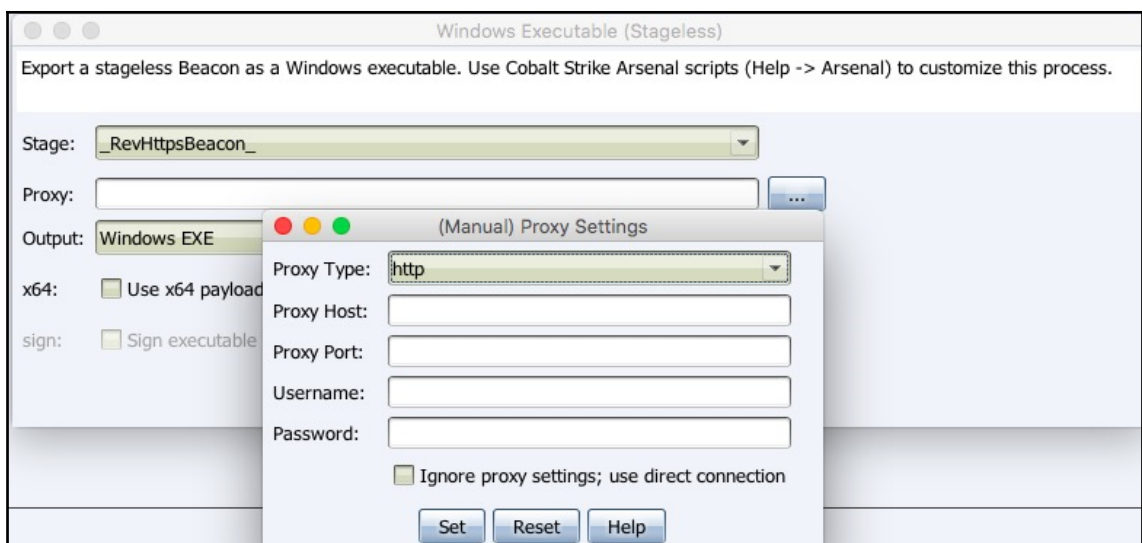 Windows Executable (Stageless)
Export a stageless Beacon as a Windows executable. Use Cobalt Strike Arsenal scripts (Help -> Arsenal) to customize this process.
Stage: _RevHttpsBeacon_
Proxy: ...
Output: Windows EXE
x64: Use x64 payload
sign: Sign executable
(Manual) Proxy Settings
Proxy Type: http
Proxy Host:
Proxy Port:
Username:
Password:
Ignore proxy settings; use direct connection
Set Reset Help